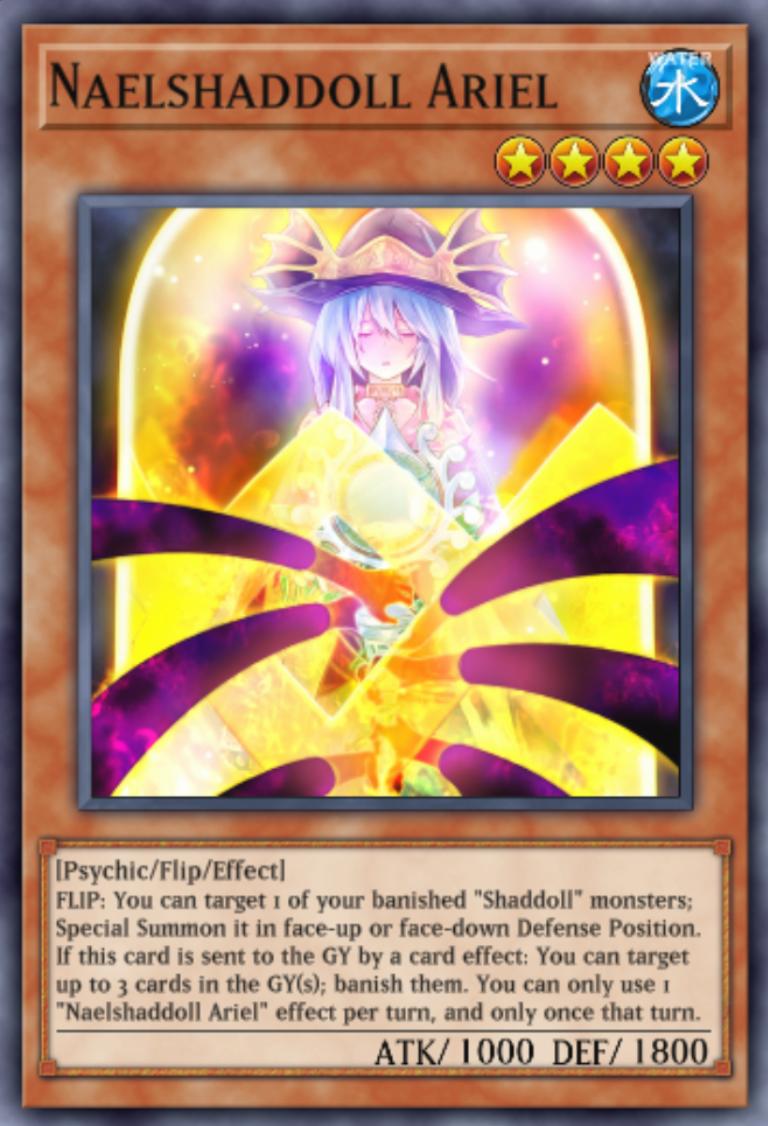 Naelshaddoll Ariel
WATER
水
[Psychic/Flip/Effect]
FLIP: You can target 1 of your banished "Shaddoll" monsters;
Special Summon it in face-up or face-down Defense Position.
If this card is sent to the GY by a card effect: You can target
up to 3 cards in the GY(s); banish them. You can only use 1
"Naelshaddoll Ariel" effect per turn, and only once that turn.
ATK/ 1000 DEF/ 1800